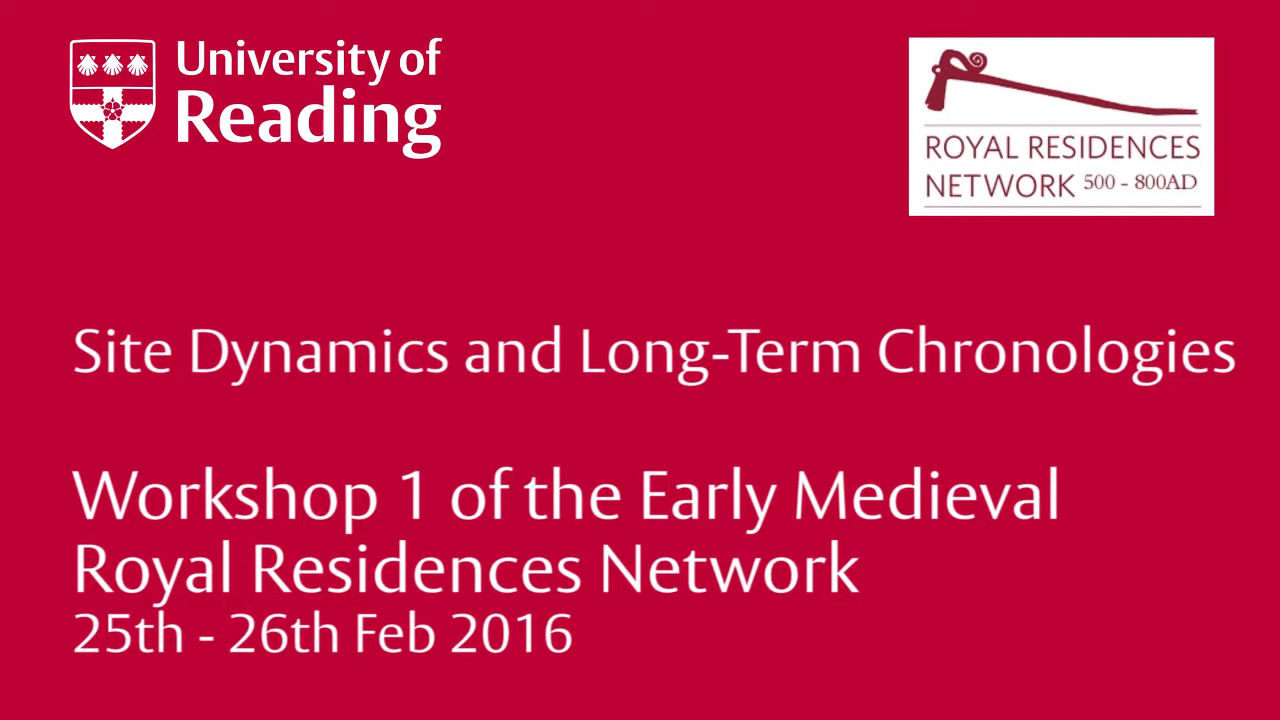 University of
Reading
ROYAL RESIDENCES
NETWORK 500 - 800AD
Site Dynamics and Long-Term Chronologies
Workshop 1 of the Early Medieval
Royal Residences Network
25th - 26th Feb 2016